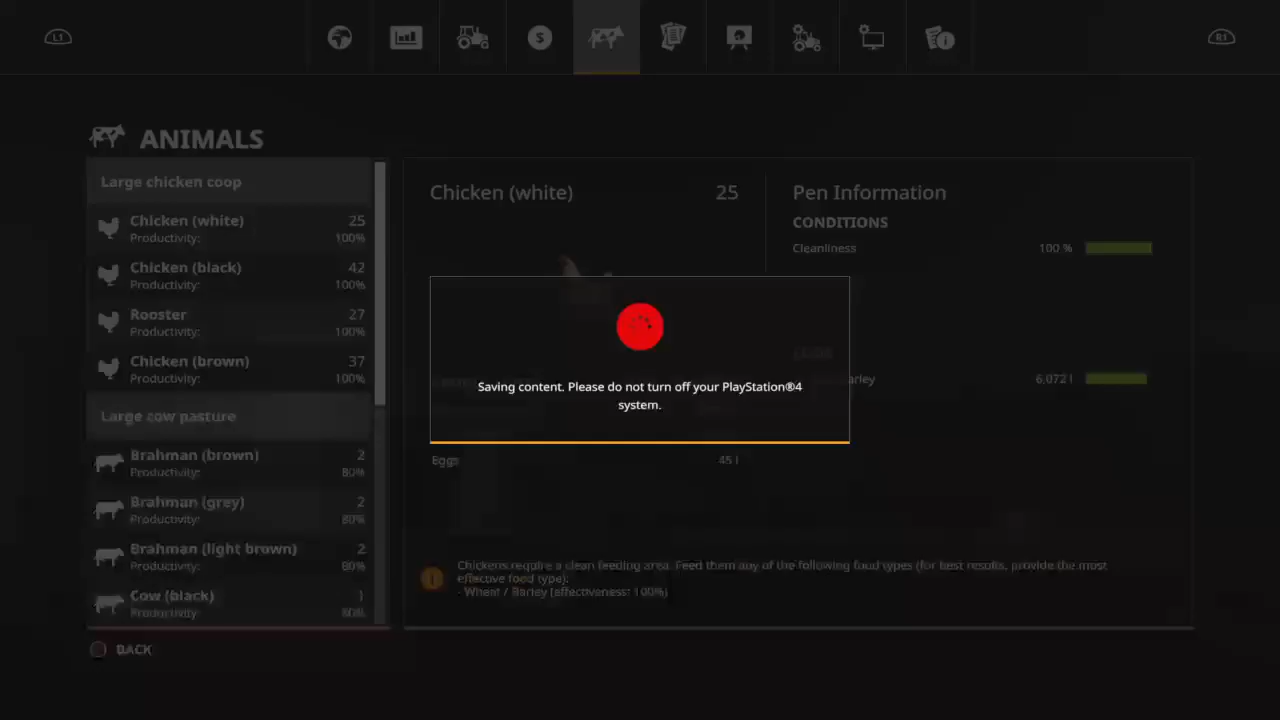 L1
R1
ANIMALS
Large chicken coop
Chicken (white) 25
Productivity: 100%
Chicken (black) 42
Productivity: 100%
Rooster 27
Productivity: 100%
Chicken (brown) 37
Productivity: 100%
Large cow pasture
Brahman (brown) 2
Productivity: 80%
Brahman (grey) 2
Productivity: 80%
Brahman (light brown) 2
Productivity: 80%
Cow (black) 1
Productivity: 80%
Chicken (white) 25
Pen Information
CONDITIONS
Cleanliness 100 %
6,072 l
Saving content. Please do not turn off your PlayStation®4
system.
Eggs 45 l
Chickens require a clean feeding area. Feed them any of the following food types (for best results, provide the most
effective food type):
- Wheat / Barley (effectiveness: 100%)
BACK